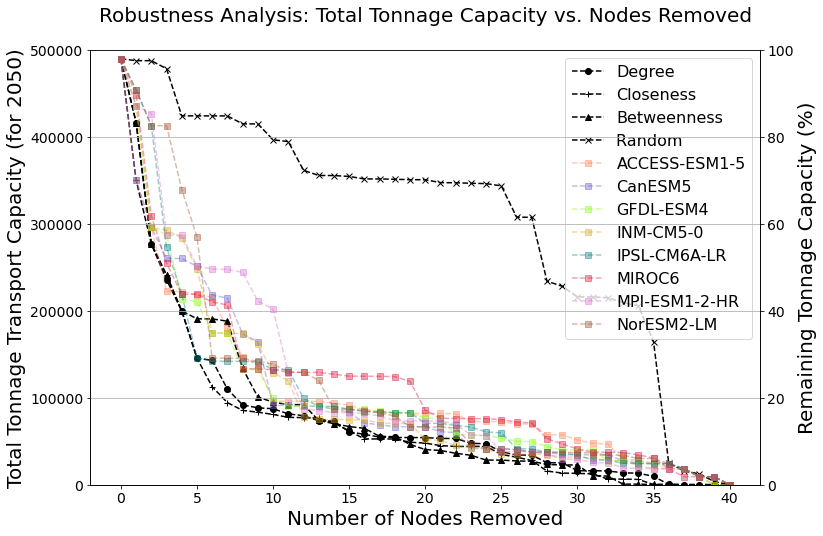 Robustness Analysis: Total Tonnage Capacity vs. Nodes Removed
Total Tonnage Transport Capacity (for 2050)
500000
400000
300000
200000
100000
0
Degree
Closeness
Betweenness
Random
ACCESS-ESM1-5
CanESM5
GFDL-ESM4
INM-CM5-0
IPSL-CM6A-LR
MIROC6
MPI-ESM1-2-HR
NorESM2-LM
100
80
60
40
20
0
Remaining Tonnage Capacity (%)
0 5 10 15 20 25 30 35 40
Number of Nodes Removed